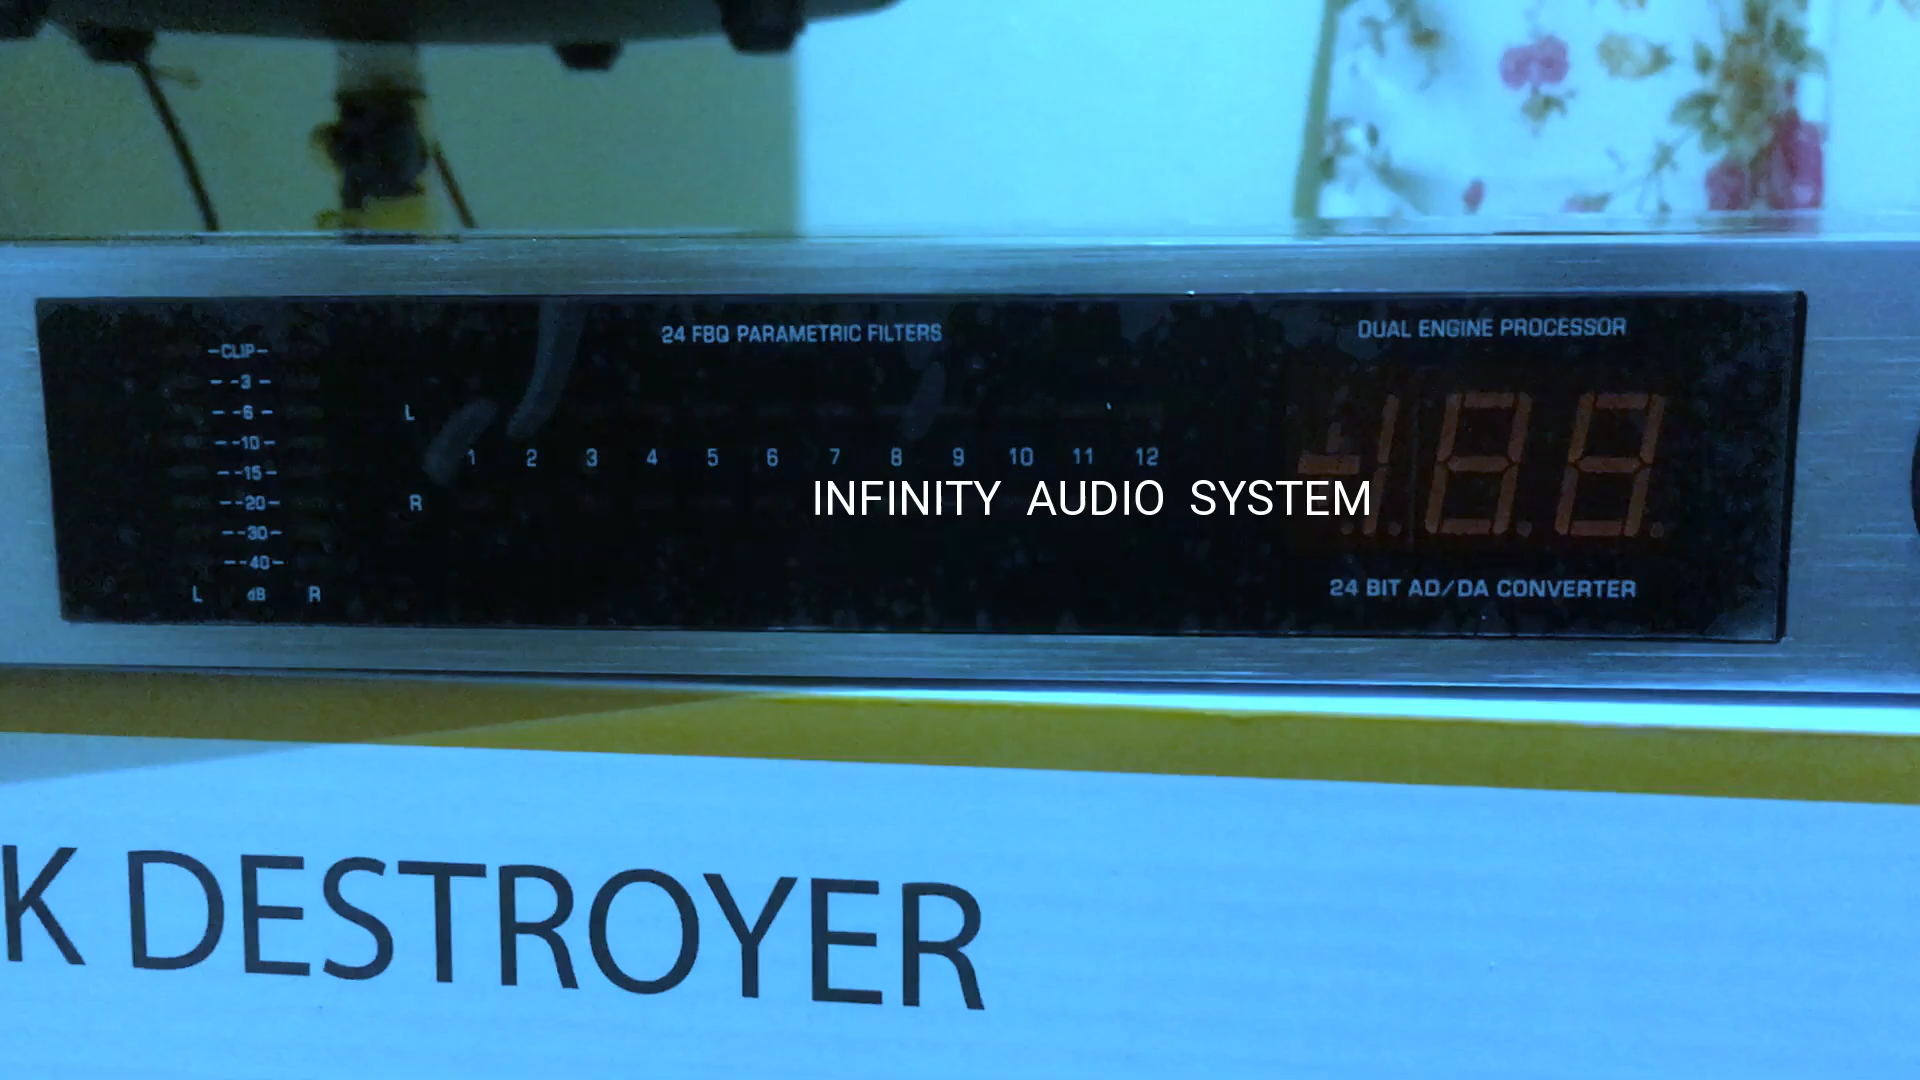 24 FBQ PARAMETRIC FILTERS
DUAL ENGINE PROCESSOR
-CLIP-
- -3 -
- -6 -
- -10 -
- -15 -
- -20 -
- -30 -
- -40 -
L dB R
L
1 2 3 4 5 6 7 8 9 10 11 12
R
INFINITY AUDIO SYSTEM
-188
24 BIT AD/DA CONVERTER
K DESTROYER